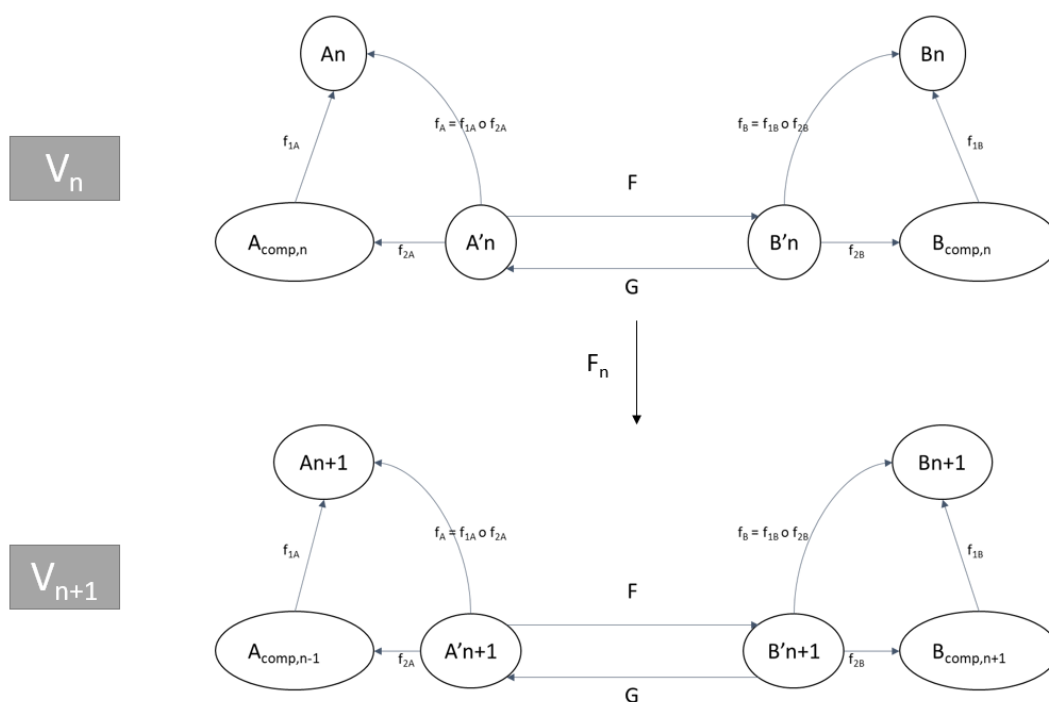 An
Bn
f1A
fA = f1A o f2A
fB = f1B o f2B
f1B
Vn
F
Acomp,n
f2A
A'n
B'n
f2B
Bcomp,n
G
Fn
An+1
Bn+1
f1A
fA = f1A o f2A
fB = f1B o f2B
f1B
Vn+1
F
Acomp,n-1
f2A
A'n+1
B'n+1
f2B
Bcomp,n+1
G